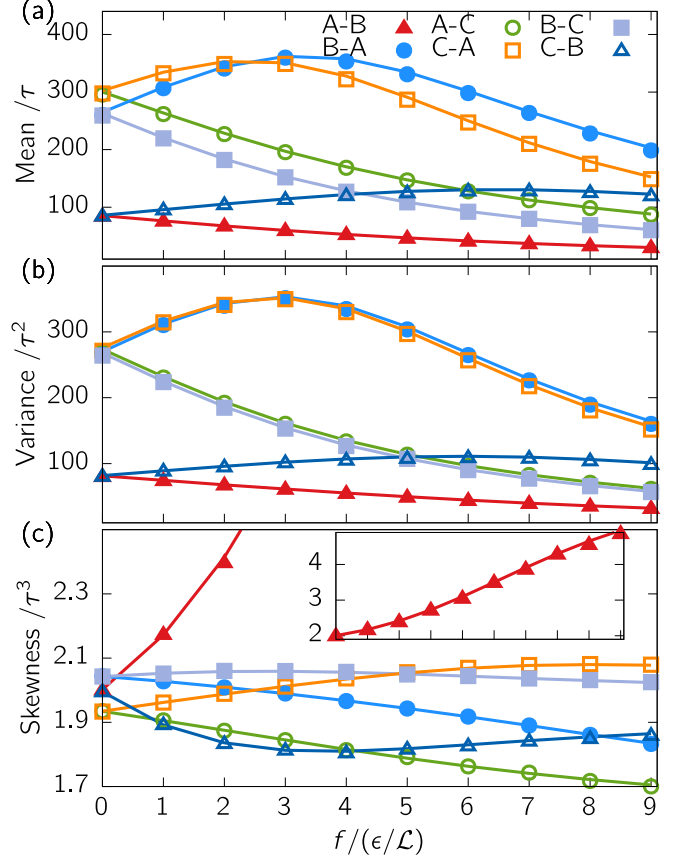 (a)
A-B A-C B-C
B-A C-A C-B
400
300
200
100
Mean /τ
(b)
300
200
100
Variance /τ²
(c)
2.3
2.1
1.9
1.7
Skewness /τ³
4
3
2
0 1 2 3 4 5 6 7 8 9
f/(ϵ/ℒ)